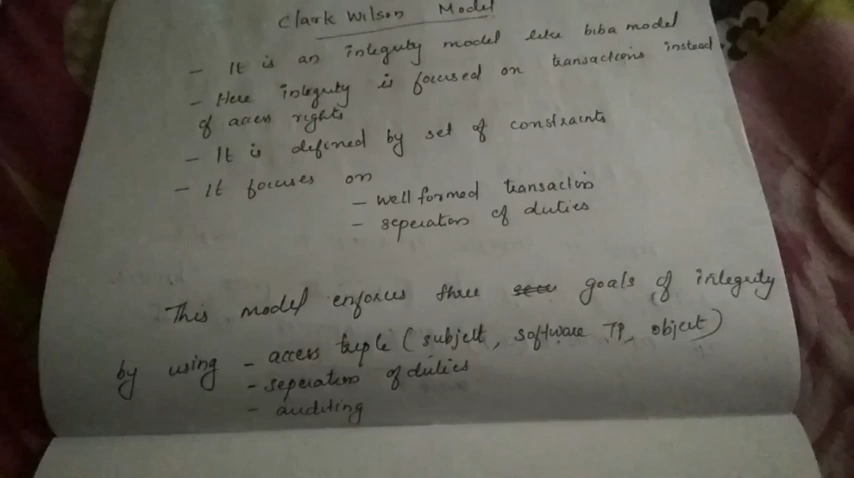 Clark Wilson Model
- It is an integrity model like biba model
- Here integrity is focused on transactions instead
of access rights
- It is defined by set of constraints
- It focuses on
- well formed transactions
- seperation of duties
This model enforces three goals of integrity
by using - access triple (subject, software TP, object)
- seperation of duties
- auditing